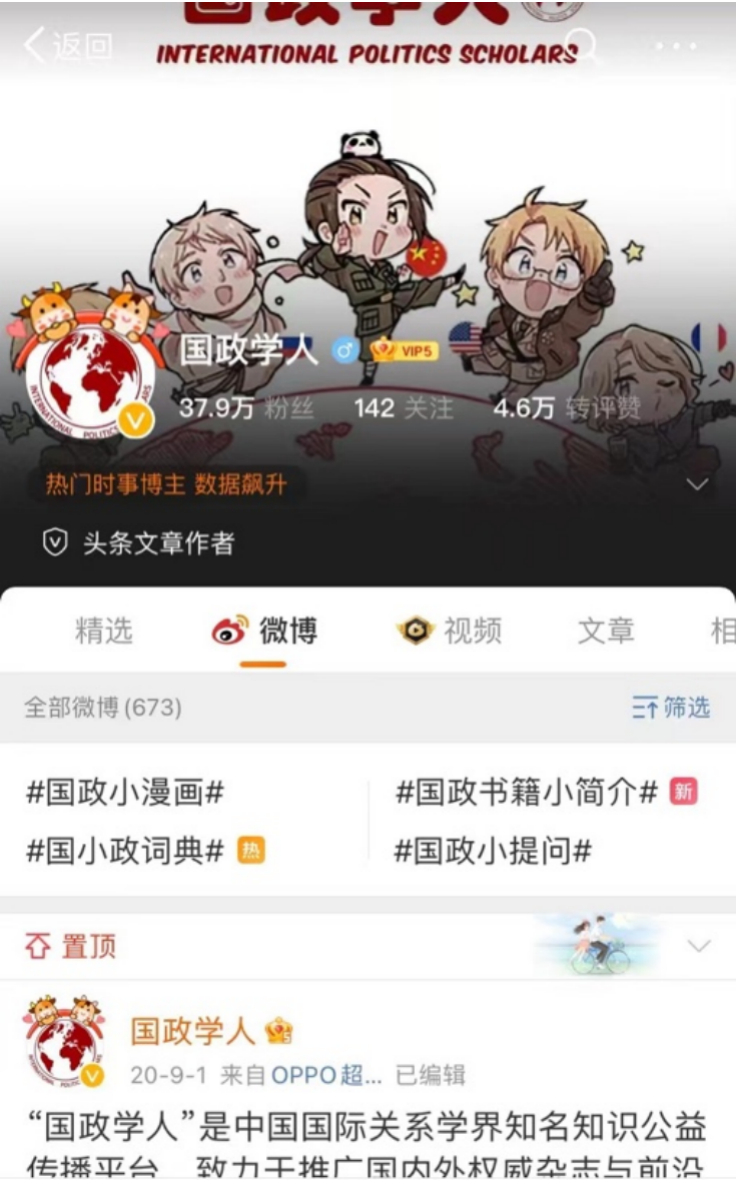 国政学人
返回
INTERNATIONAL POLITICS SCHOLARS
国政学人 VIP5
37.9万 粉丝 142 关注 4.6万 转评赞
INTERNATIONAL POLITICS
热门时事博主 数据飙升
头条文章作者
精选 微博 视频 文章 相
全部微博(673) 筛选
#国政小漫画# #国政书籍小简介# 新
#国小政词典# 热 #国政小提问#
置顶
国政学人
20-9-1 来自OPPO超... 已编辑
“国政学人”是中国国际关系学界知名知识公益
传播平台，致力于推广国内外权威杂志与前沿